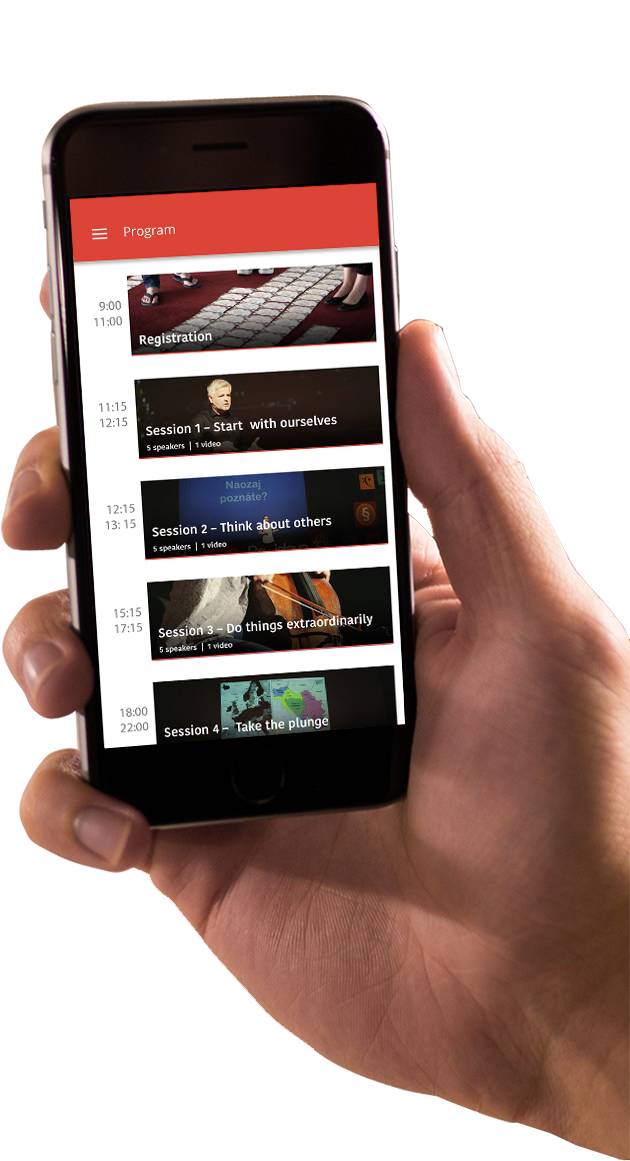 Program
9:00
11:00
Registration
11:15
12:15
Session 1 – Start with ourselves
5 speakers | 1 video
Naozaj
poznáte?
12:15
13: 15
Session 2 – Think about others
5 speakers | 1 video
15:15
17:15
Session 3 – Do things extraordinarily
5 speakers | 1 video
18:00
22:00
Session 4 – Take the plunge